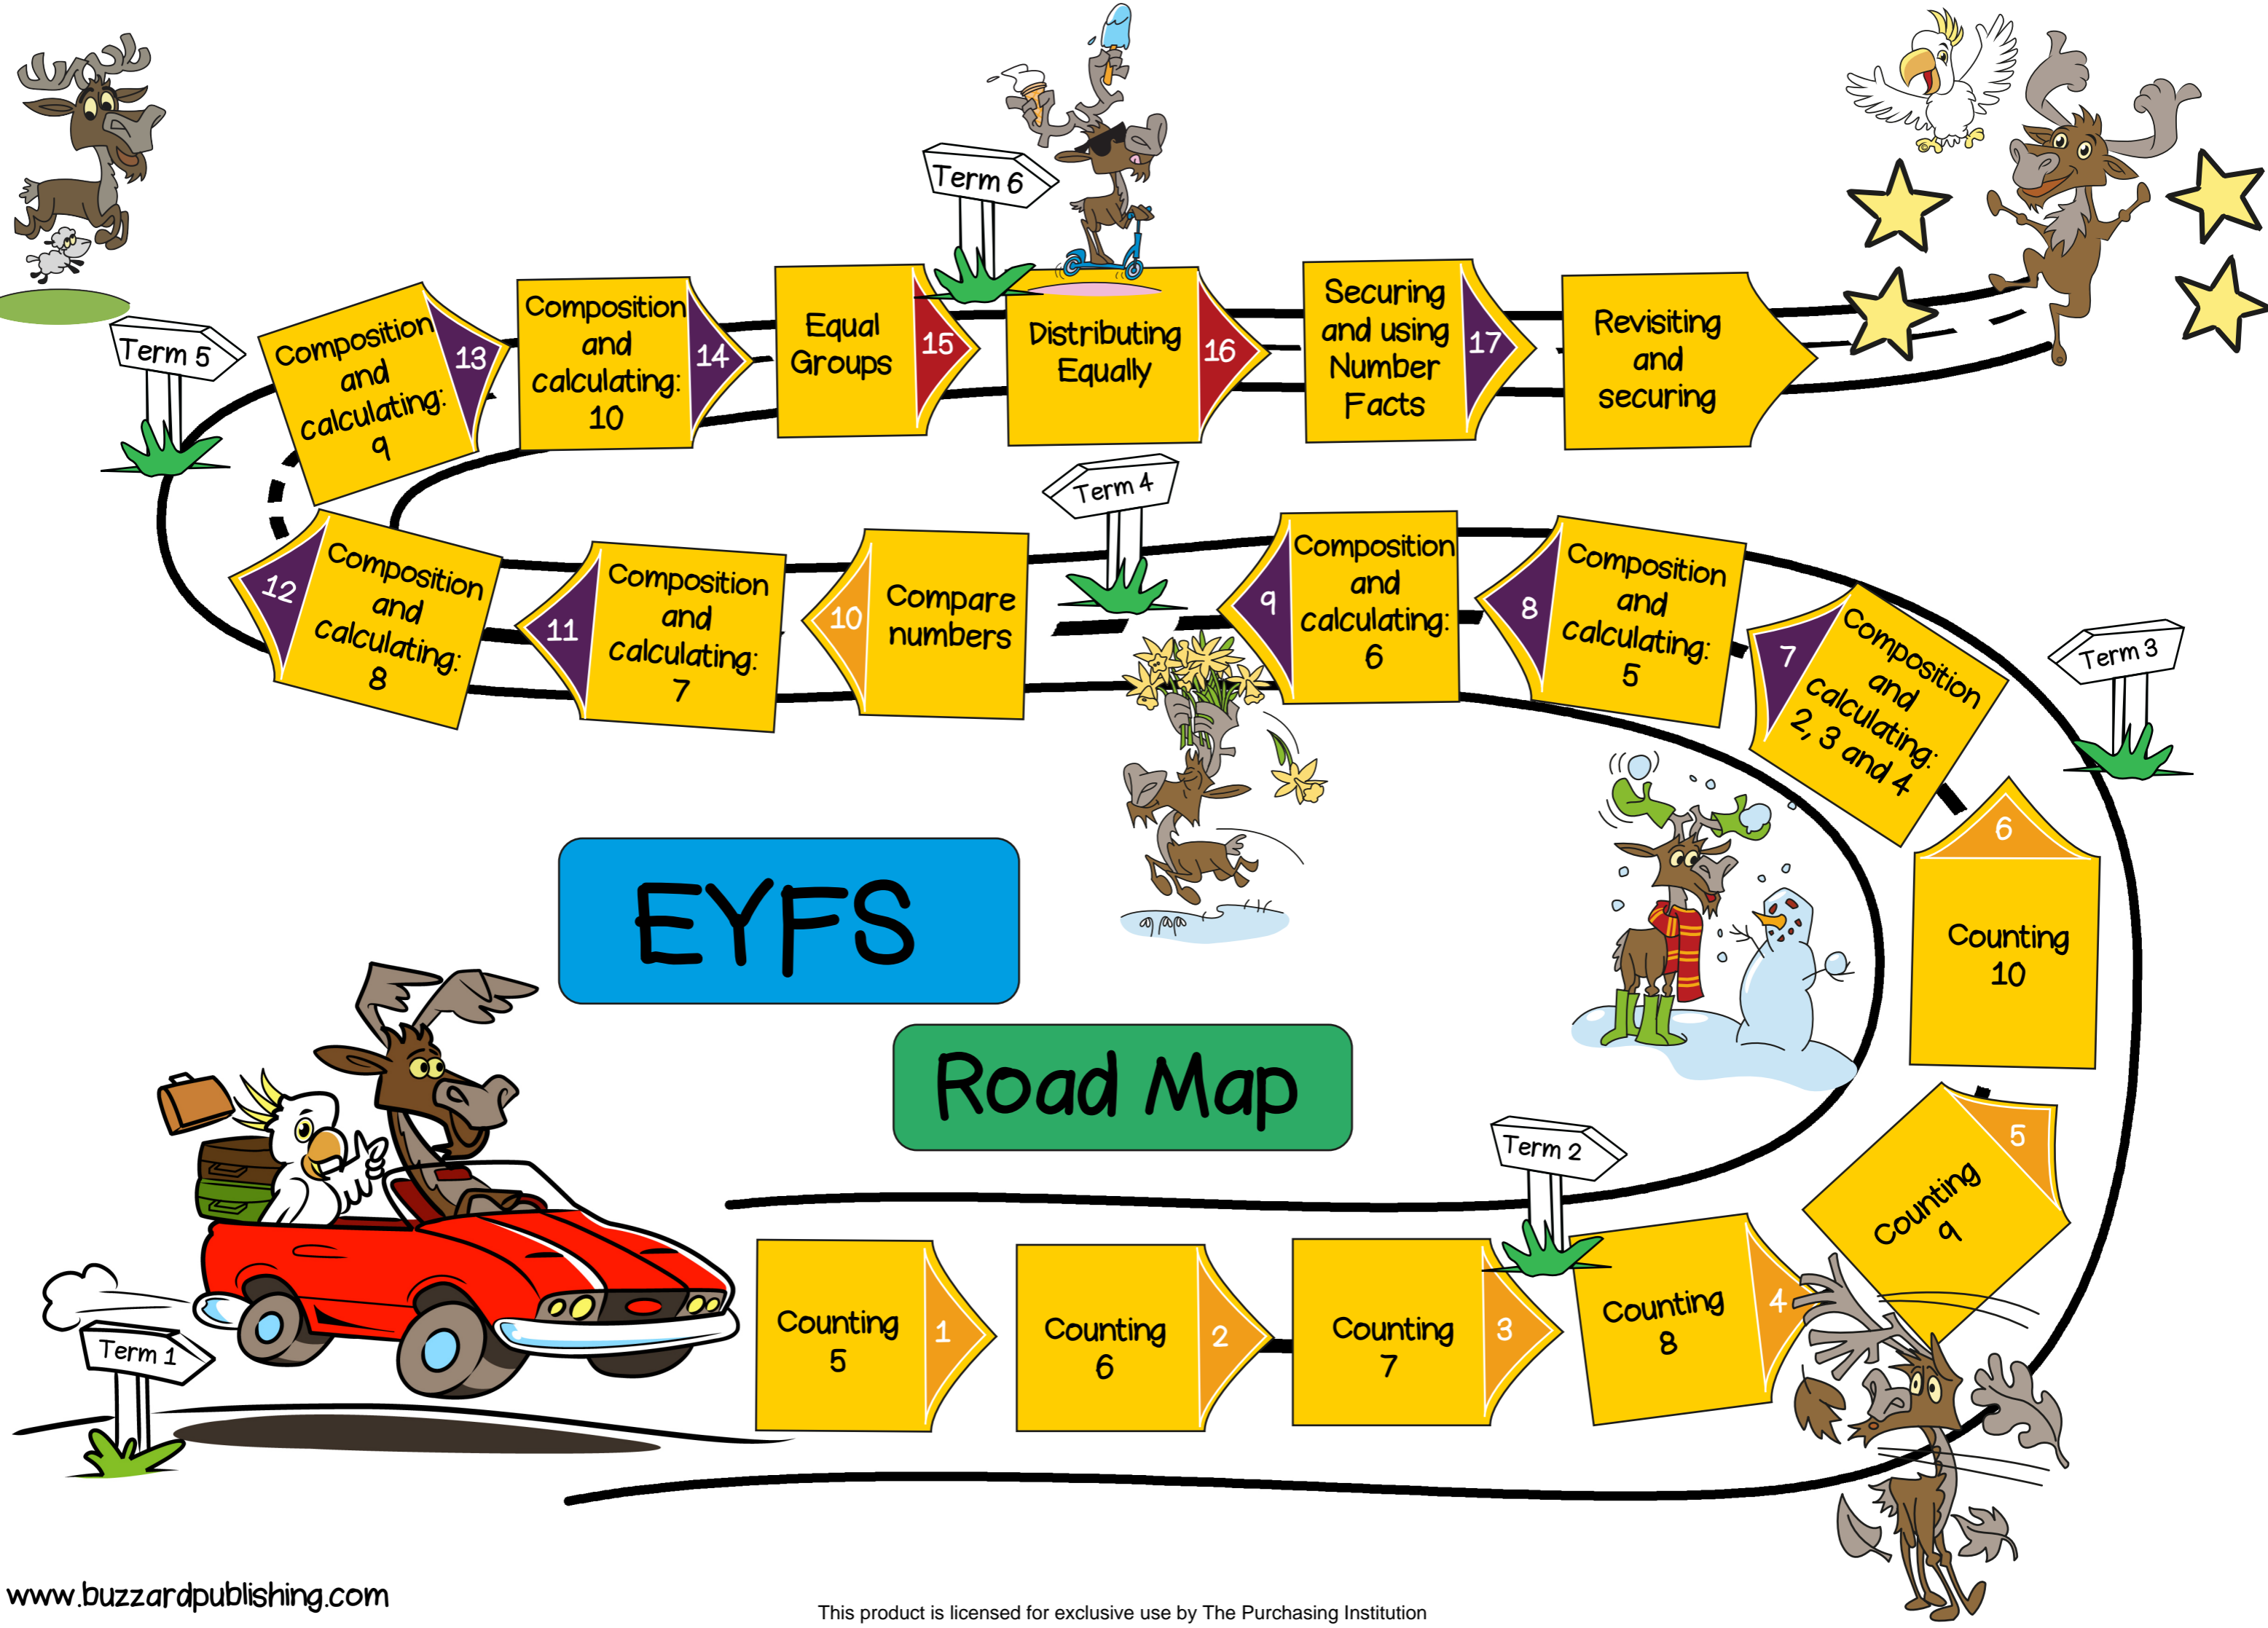 Term 6
Term 5
Composition
and
calculating:
9
13
Composition
and
calculating:
10
14
Equal
Groups
15
Distributing
Equally
16
Securing
and using
Number
Facts
17
Revisiting
and
securing
Term 4
12
Composition
and
calculating:
8
11
Composition
and
calculating:
7
10
Compare
numbers
9
Composition
and
calculating:
6
8
Composition
and
calculating:
5
7
Composition
and
calculating:
2, 3 and 4
Term 3
6
Counting
10
EYFS
Road Map
Term 2
5
Counting
9
Term 1
Counting
5
1
Counting
6
2
Counting
7
3
Counting
8
4
www.buzzardpublishing.com
This product is licensed for exclusive use by The Purchasing Institution